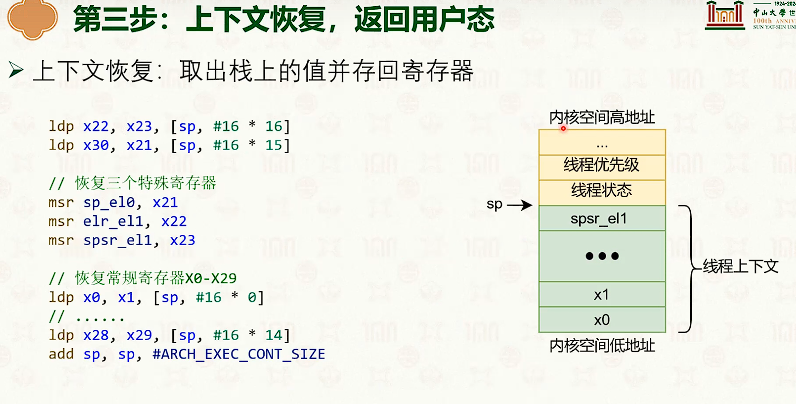 第三步：上下文恢复，返回用户态
1924-202
中山大學世
100th ANNIV
SUN YAT-SEN UNI
上下文恢复：取出栈上的值并存回寄存器
ldp x22, x23, [sp, #16 * 16]
ldp x30, x21, [sp, #16 * 15]
// 恢复三个特殊寄存器
msr sp_el0, x21
msr elr_el1, x22
msr spsr_el1, x23
// 恢复常规寄存器X0-X29
ldp x0, x1, [sp, #16 * 0]
// ......
ldp x28, x29, [sp, #16 * 14]
add sp, sp, #ARCH_EXEC_CONT_SIZE
内核空间高地址
...
线程优先级
线程状态
sp
spsr_el1
•••
线程上下文
x1
x0
内核空间低地址